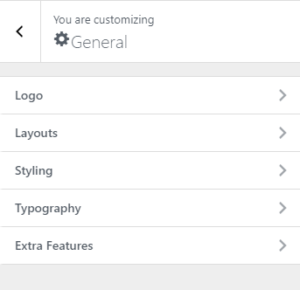 You are customizing
General
Logo
Layouts
Styling
Typography
Extra Features